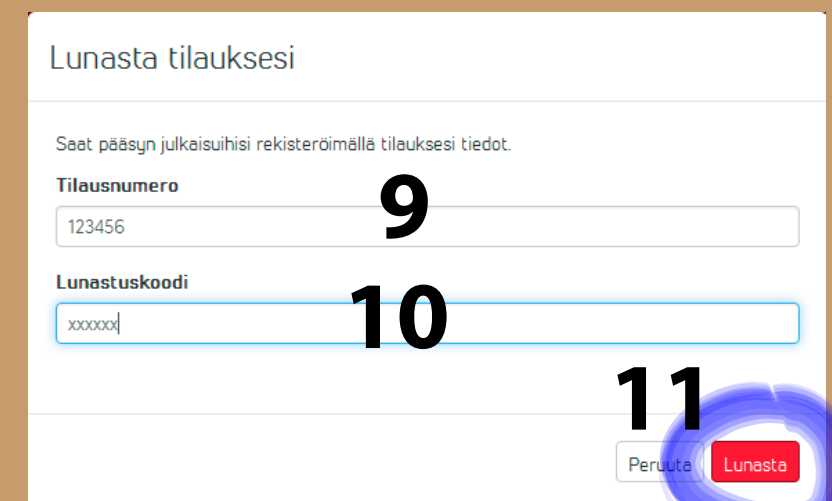 Lunasta tilauksesi
Saat pääsyn julkaisuihisi rekisteröimällä tilauksesi tiedot.
Tilausnumero
9
123456
Lunastuskoodi
10
xxxxxx
11
Peruuta Lunasta